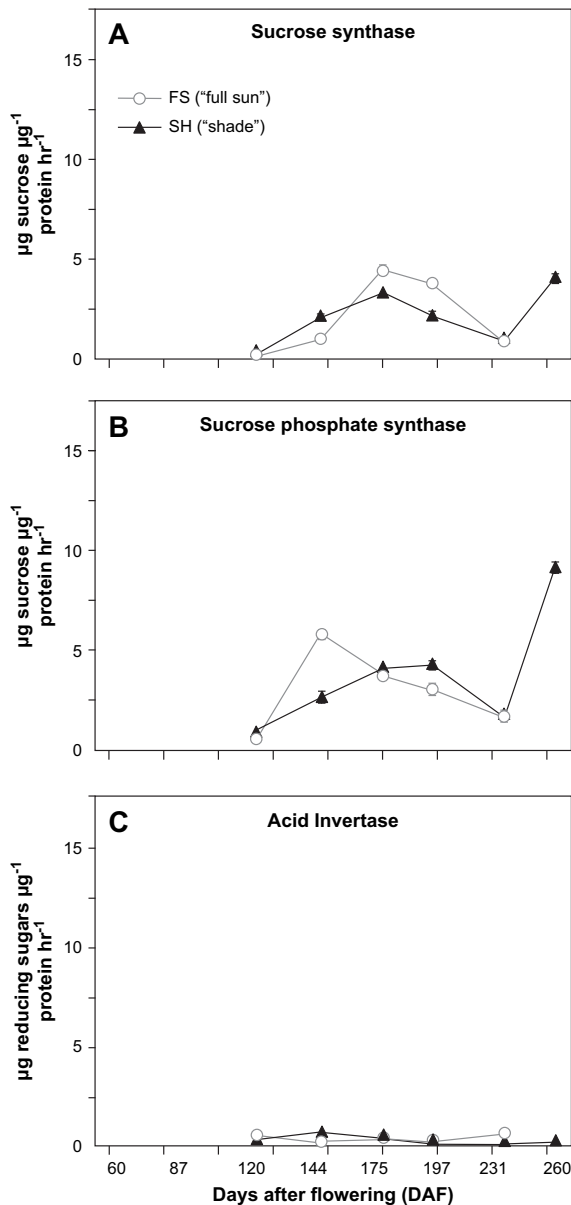 A
Sucrose synthase
FS ("full sun")
SH ("shade")
µg sucrose µg-1
protein hr-1
15
10
5
0
B
Sucrose phosphate synthase
µg sucrose µg-1
protein hr-1
15
10
5
0
C
Acid Invertase
µg reducing sugars µg-1
protein hr-1
15
10
5
0
60 87 120 144 175 197 231 260
Days after flowering (DAF)